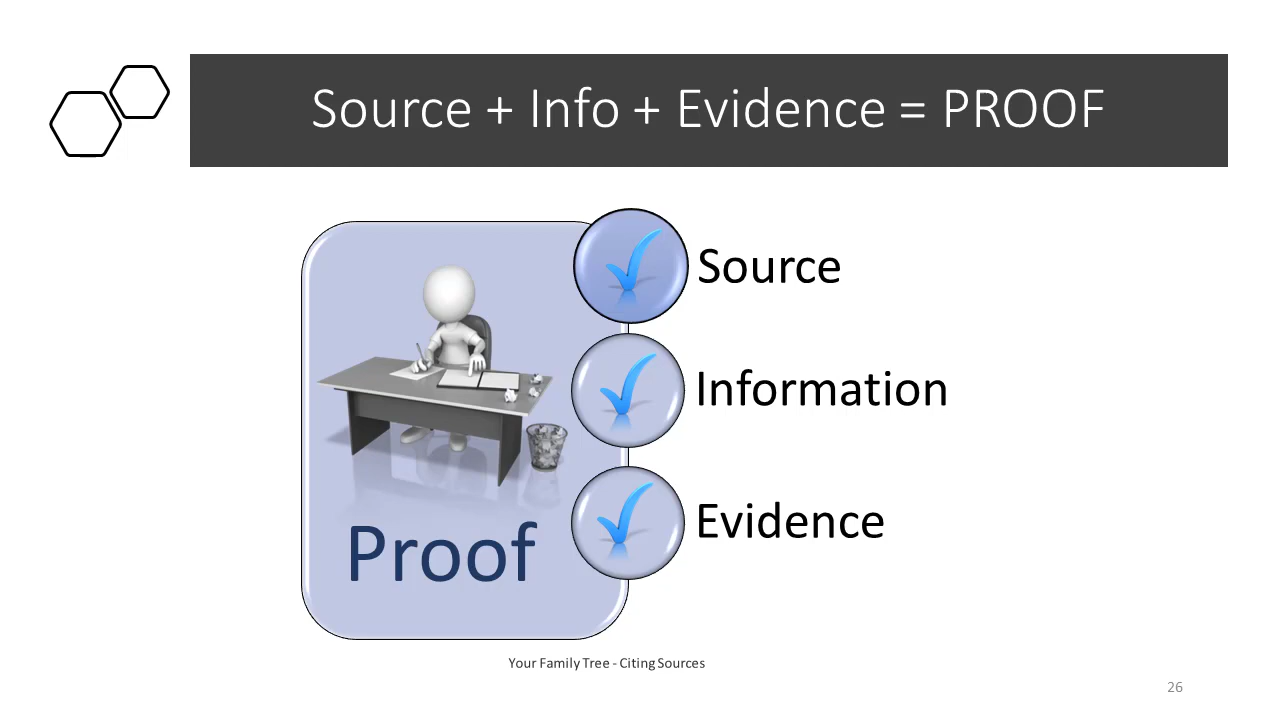 Source + Info + Evidence = PROOF
Source
Information
Evidence
Proof
Your Family Tree - Citing Sources
26